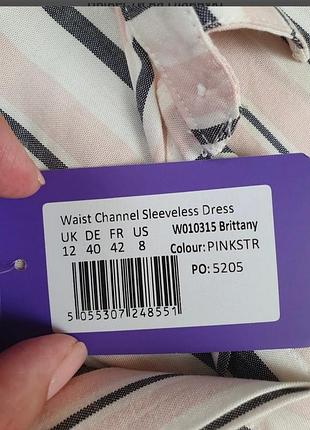 Waist Channel Sleeveless Dress
UK DE FR US W010315 Brittany
12 40 42 8 Colour: PINKSTR
PO: 5205
5 055307 248551